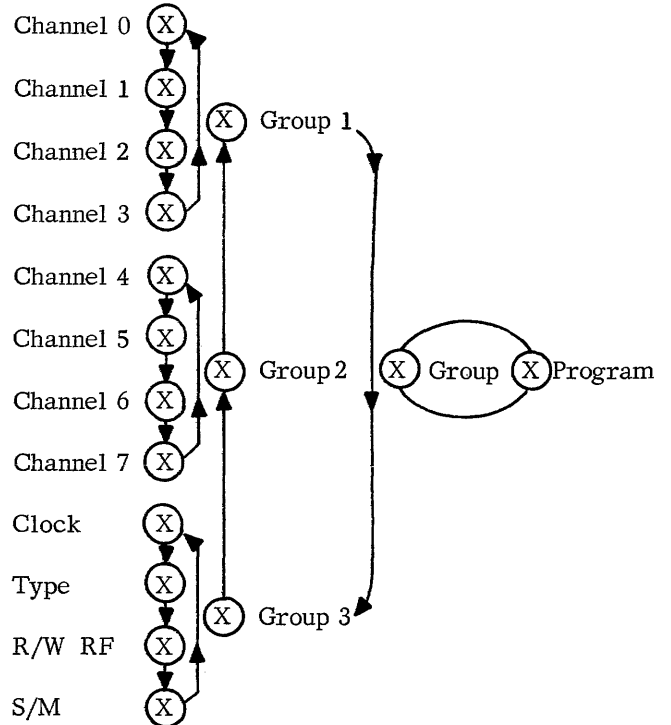 Channel 0 X
Channel 1 X
X Group 1
Channel 2 X
Channel 3 X
Channel 4 X
Channel 5 X
X Group 2
X Group X Program
Channel 6 X
Channel 7 X
Clock X
Type X
X Group 3
R/W RF X
S/M X